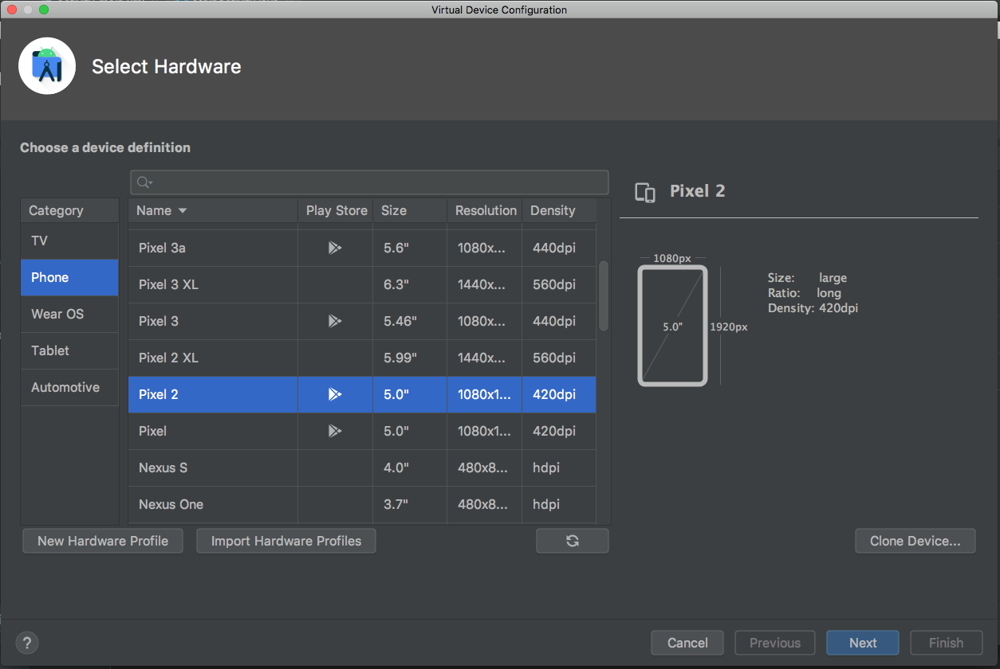 Virtual Device Configuration
Select Hardware
Choose a device definition
Category
TV
Phone
Wear OS
Tablet
Automotive
Name Play Store Size Resolution Density
Pixel 3a 5.6" 1080x... 440dpi
Pixel 3 XL 6.3" 1440x... 560dpi
Pixel 3 5.46" 1080x... 440dpi
Pixel 2 XL 5.99" 1440x... 560dpi
Pixel 2 5.0" 1080x1... 420dpi
Pixel 5.0" 1080x1... 420dpi
Nexus S 4.0" 480x8... hdpi
Nexus One 3.7" 480x8... hdpi
Pixel 2
1080px
5.0"
1920px
Size: large
Ratio: long
Density: 420dpi
New Hardware Profile Import Hardware Profiles Clone Device...
? Cancel Previous Next Finish